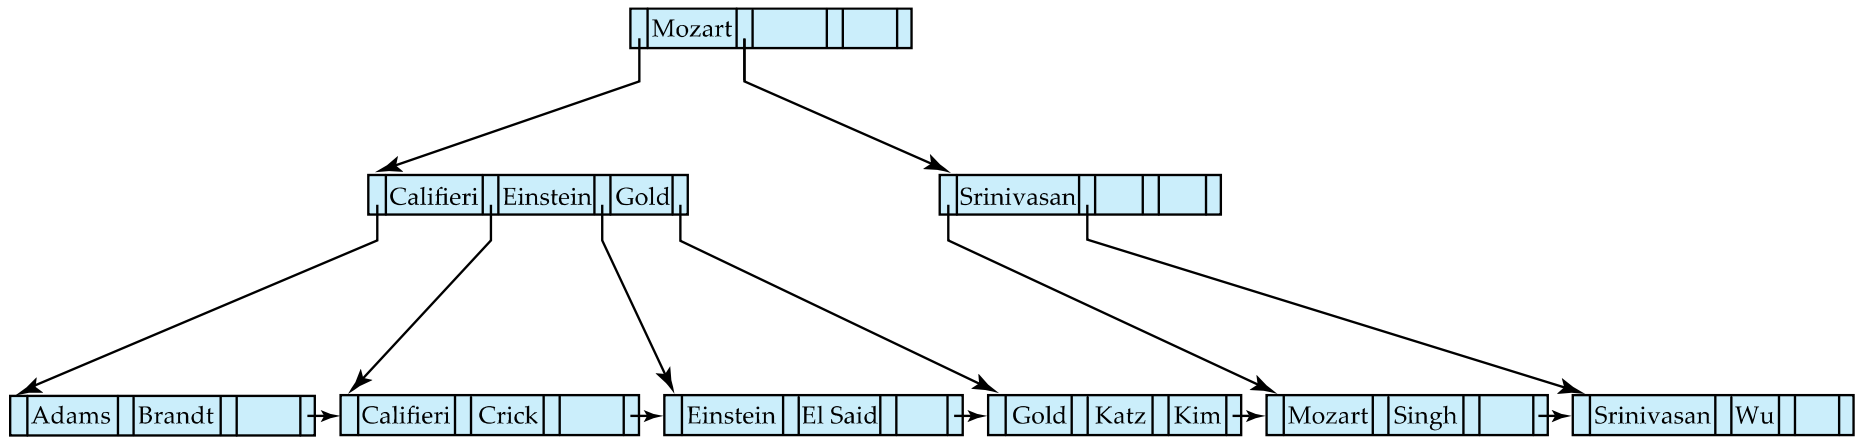 Mozart
Califieri Einstein Gold Srinivasan
Adams Brandt Califieri Crick Einstein El Said Gold Katz Kim Mozart Singh Srinivasan Wu